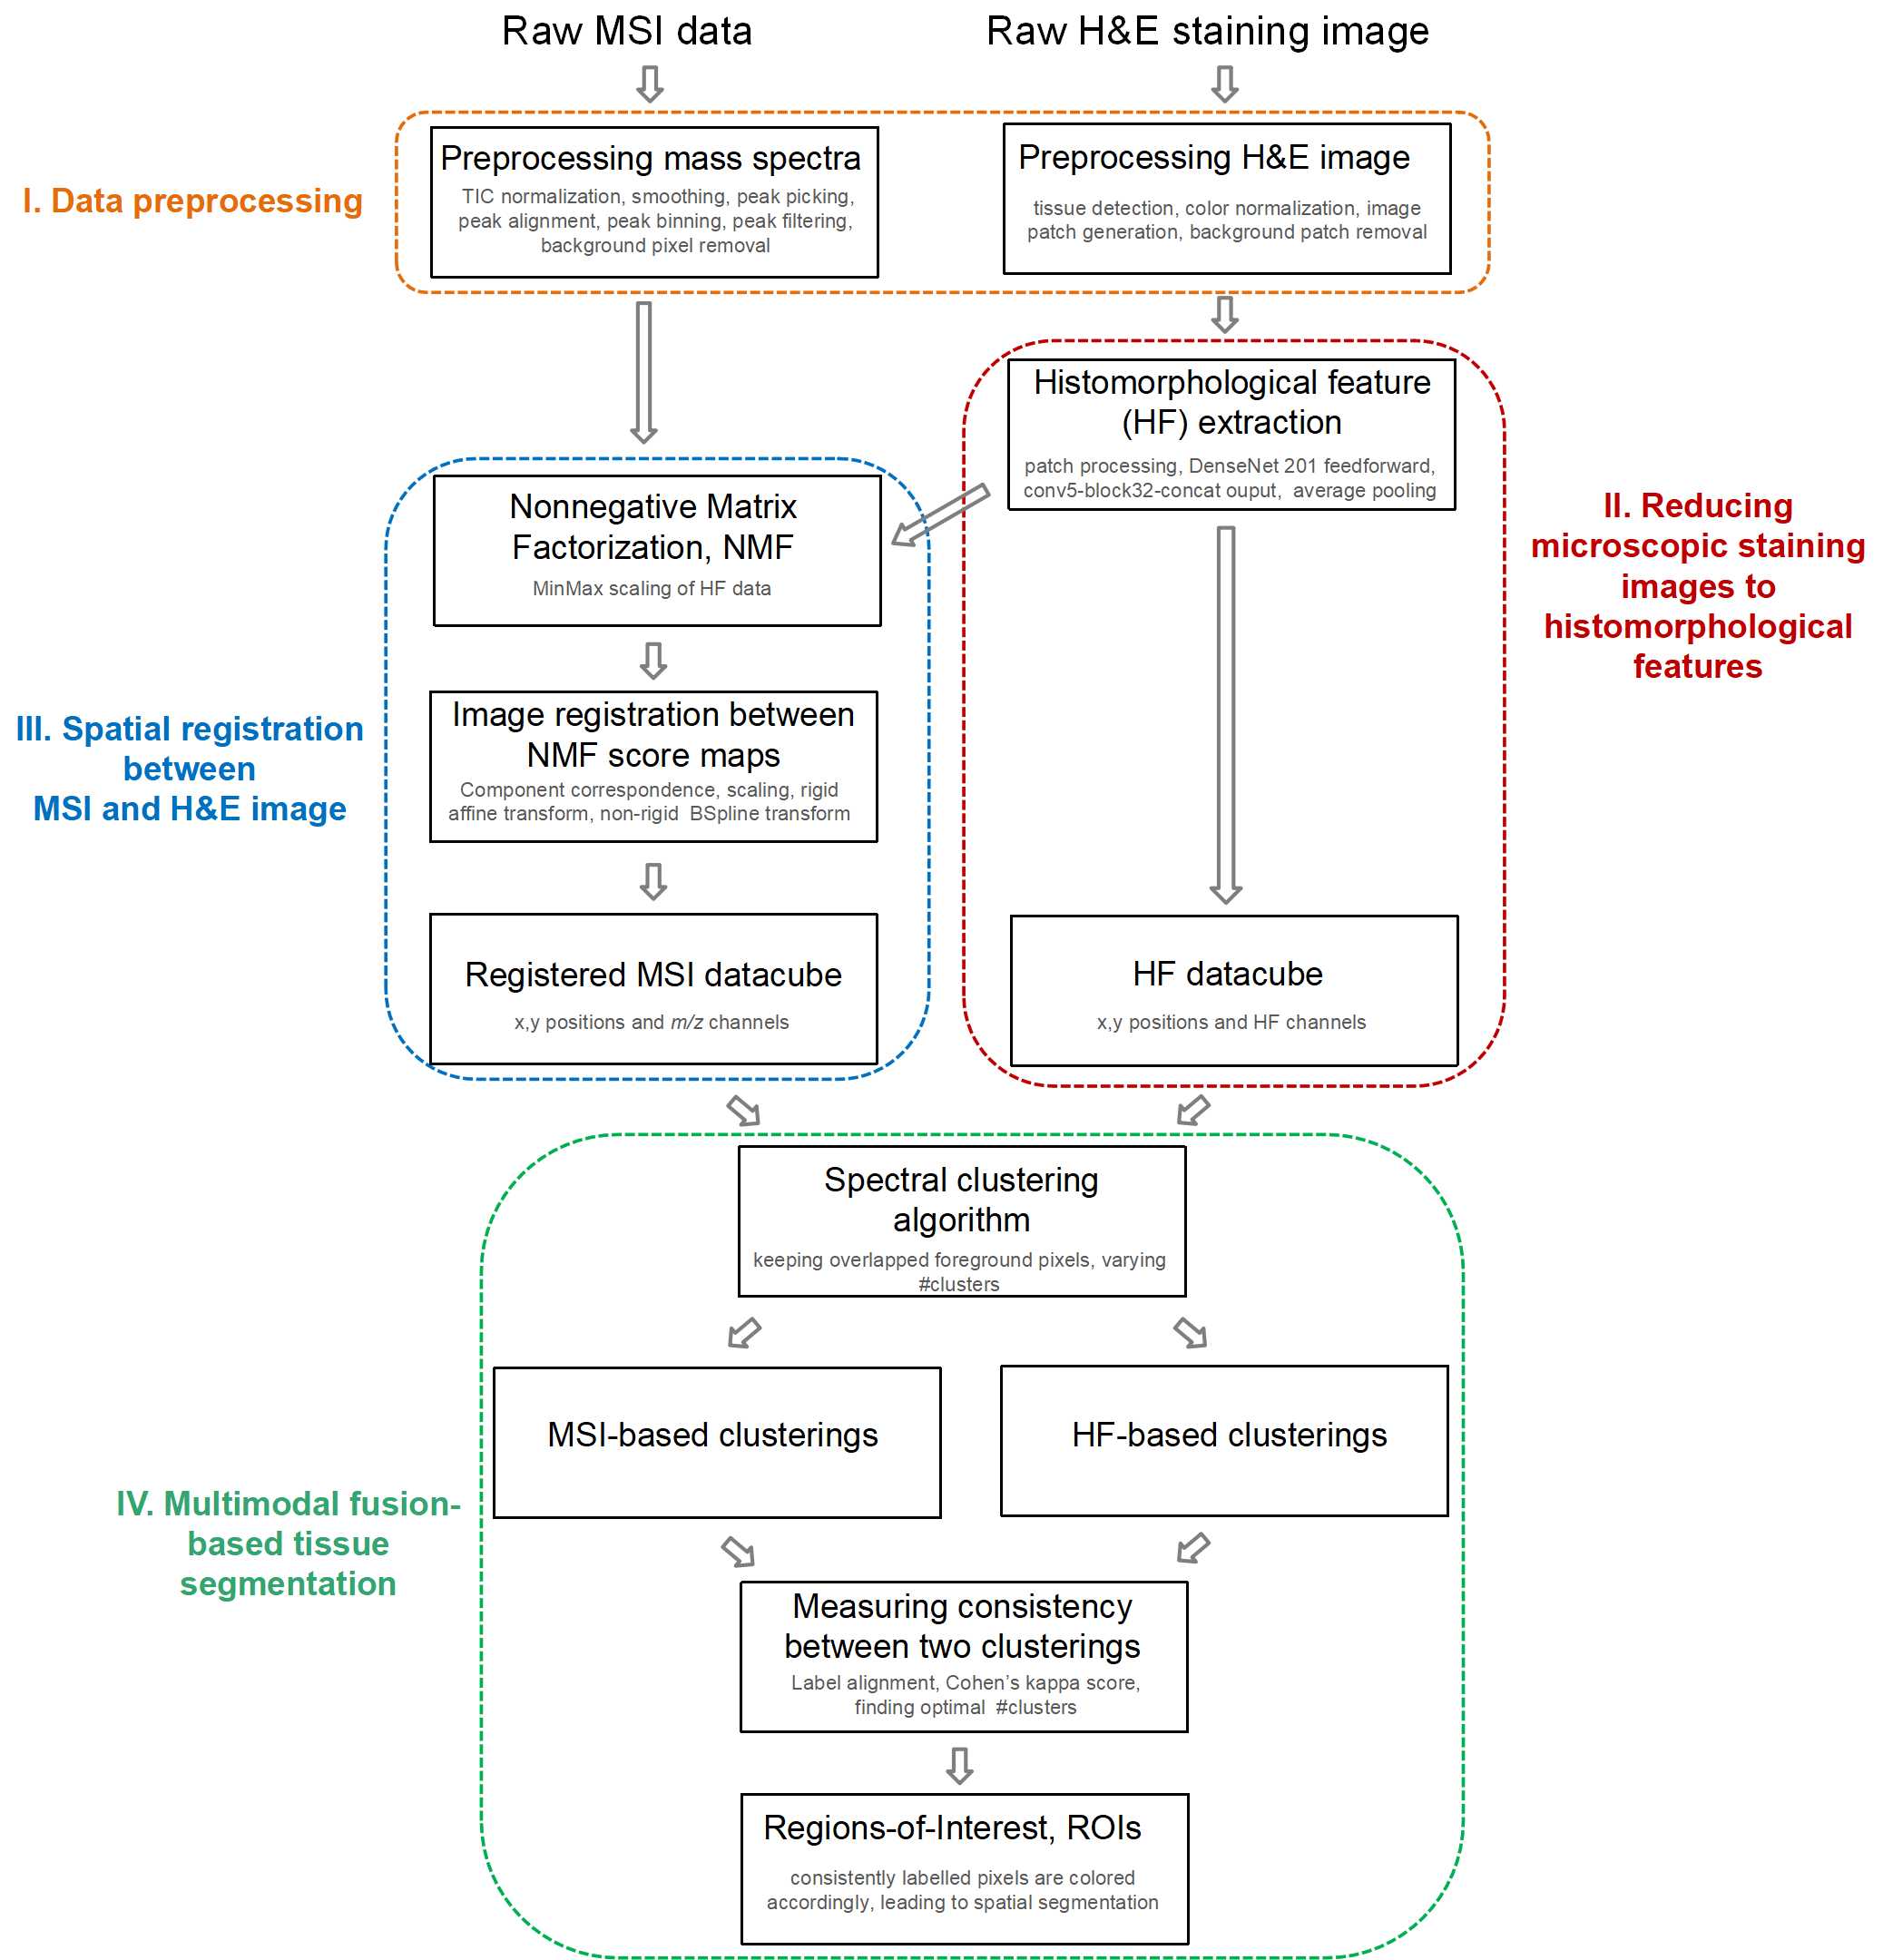 Raw MSI data
Raw H&E staining image
I. Data preprocessing
Preprocessing mass spectra
TIC normalization, smoothing, peak picking,
peak alignment, peak binning, peak filtering,
background pixel removal
Preprocessing H&E image
tissue detection, color normalization, image
patch generation, background patch removal
Histomorphological feature
(HF) extraction
patch processing, DenseNet 201 feedforward,
conv5-block32-concat ouput, average pooling
II. Reducing
microscopic staining
images to
histomorphological
features
Nonnegative Matrix
Factorization, NMF
MinMax scaling of HF data
III. Spatial registration
between
MSI and H&E image
Image registration between
NMF score maps
Component correspondence, scaling, rigid
affine transform, non-rigid BSpline transform
Registered MSI datacube
x,y positions and m/z channels
HF datacube
x,y positions and HF channels
Spectral clustering
algorithm
keeping overlapped foreground pixels, varying
#clusters
MSI-based clusterings
HF-based clusterings
IV. Multimodal fusion-
based tissue
segmentation
Measuring consistency
between two clusterings
Label alignment, Cohen’s kappa score,
finding optimal #clusters
Regions-of-Interest, ROIs
consistently labelled pixels are colored
accordingly, leading to spatial segmentation